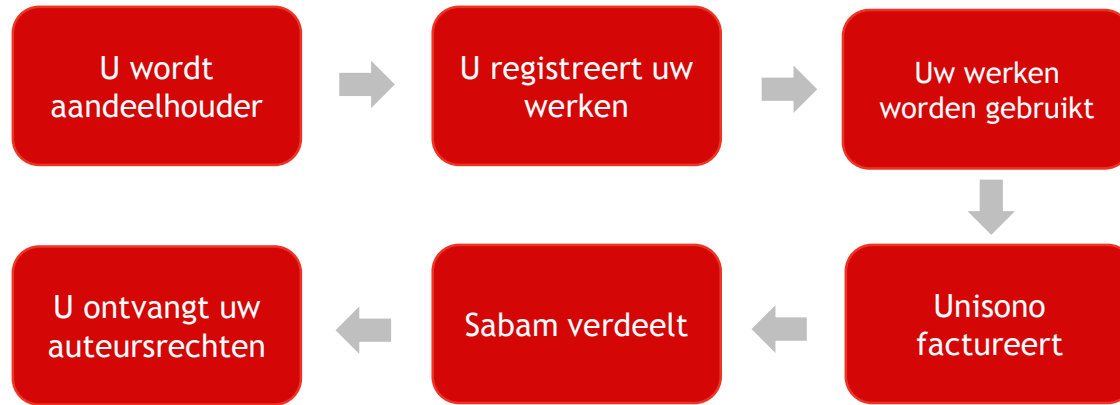 U wordt
aandeelhouder
U registreert uw
werken
Uw werken
worden gebruikt
Unisono
factureert
Sabam verdeelt
U ontvangt uw
auteursrechten